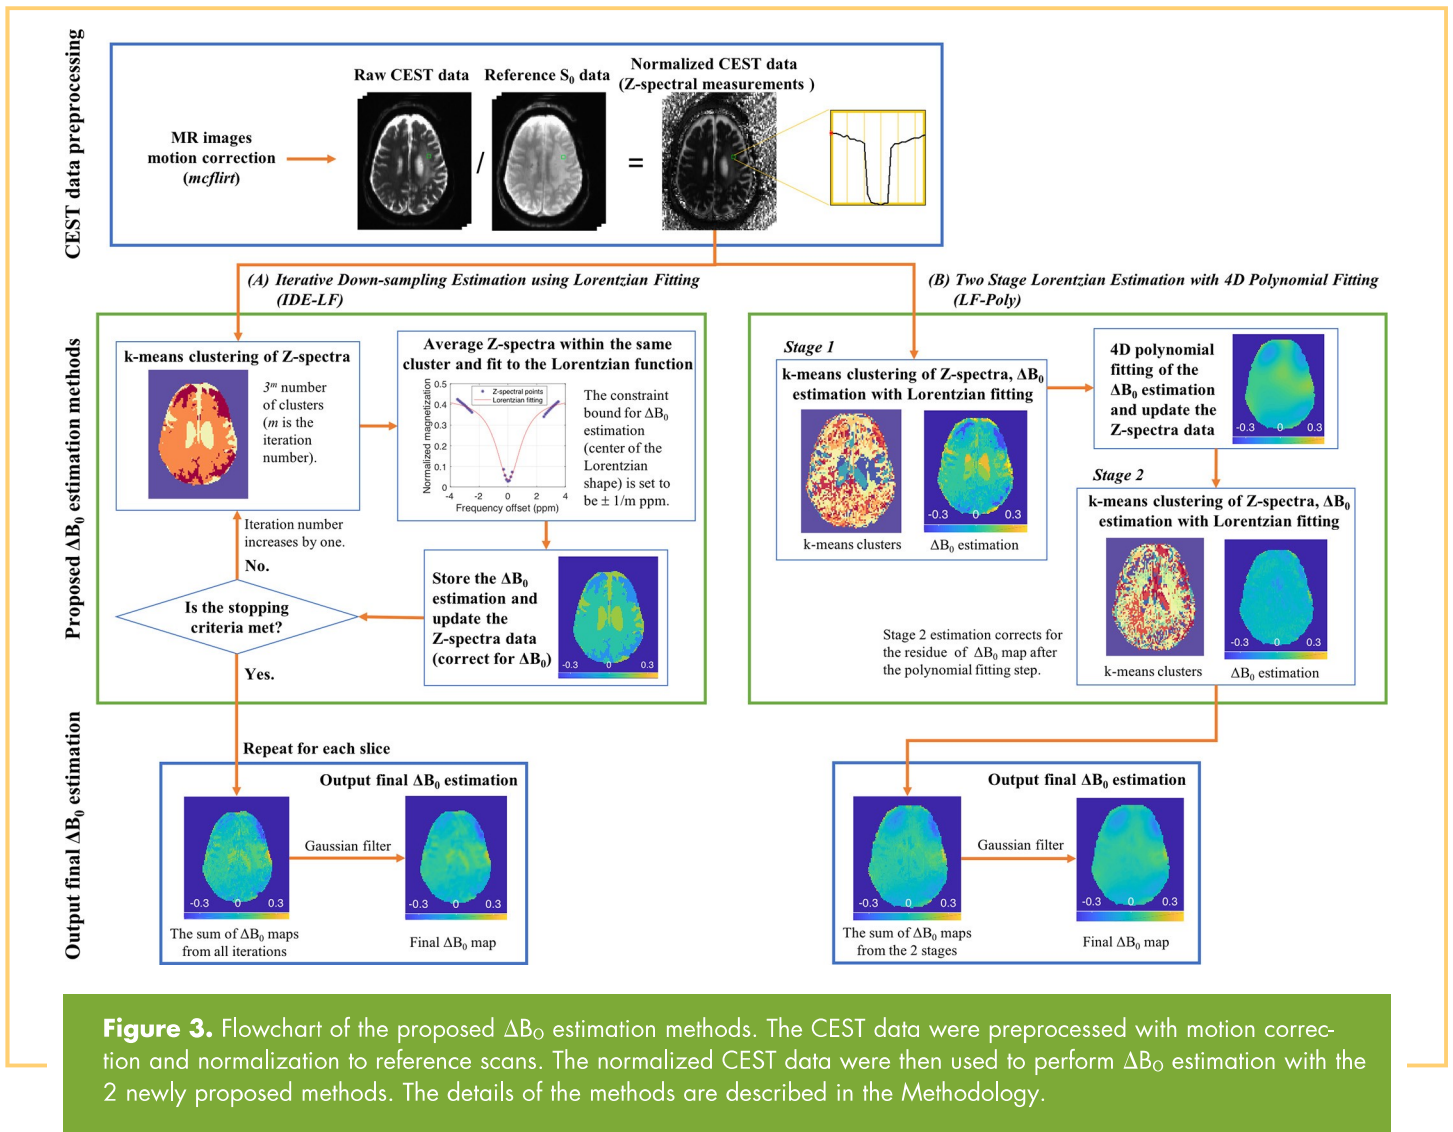 CEST data preprocessing
Raw CEST data
Reference S0 data
Normalized CEST data
(Z-spectral measurements )
MR images
motion correction
(mcflirt)
/
=
(A) Iterative Down-sampling Estimation using Lorentzian Fitting
(IDE-LF)
(B) Two Stage Lorentzian Estimation with 4D Polynomial Fitting
(LF-Poly)
Proposed ΔB0 estimation methods
k-means clustering of Z-spectra
3^m number
of clusters
(m is the
iteration
number).
Average Z-spectra within the same
cluster and fit to the Lorentzian function
Normalized magnetization
0.5
0.4
0.3
0.2
0.1
0
-4
-2
0
2
4
Frequency offset (ppm)
Z-spectral points
Lorentzian fitting
The constraint
bound for ΔB0
estimation
(center of the
Lorentzian
shape) is set to
be ± 1/m ppm.
Iteration number
increases by one.
No.
Is the stopping
criteria met?
Yes.
Store the ΔB0
estimation and
update the
Z-spectra data
(correct for ΔB0)
-0.3 0 0.3
Stage 1
k-means clustering of Z-spectra, ΔB0
estimation with Lorentzian fitting
-0.3 0 0.3
k-means clusters
ΔB0 estimation
4D polynomial
fitting of the
ΔB0 estimation
and update the
Z-spectra data
-0.3 0 0.3
Stage 2
k-means clustering of Z-spectra, ΔB0
estimation with Lorentzian fitting
-0.3 0 0.3
k-means clusters
ΔB0 estimation
Stage 2 estimation corrects for
the residue of ΔB0 map after
the polynomial fitting step.
Output final ΔB0 estimation
Repeat for each slice
Output final ΔB0 estimation
Gaussian filter
-0.3 0 0.3
-0.3 0 0.3
The sum of ΔB0 maps
from all iterations
Final ΔB0 map
Output final ΔB0 estimation
Gaussian filter
-0.3 0 0.3
-0.3 0 0.3
The sum of ΔB0 maps
from the 2 stages
Final ΔB0 map
Figure 3. Flowchart of the proposed ΔBO estimation methods. The CEST data were preprocessed with motion correc-
tion and normalization to reference scans. The normalized CEST data were then used to perform ΔBO estimation with the
2 newly proposed methods. The details of the methods are described in the Methodology.